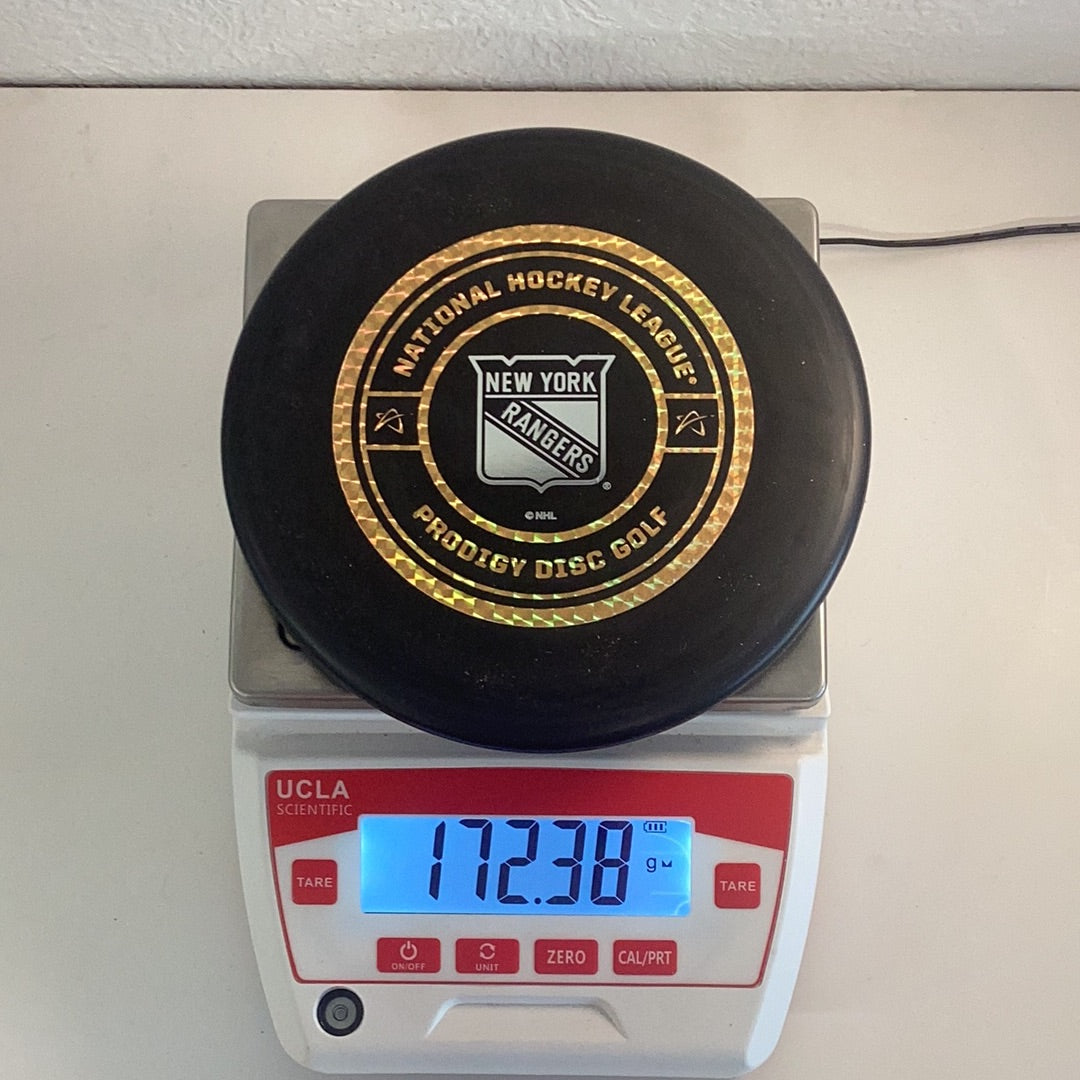 NATIONAL HOCKEY LEAGUE®
NEW YORK
RANGERS
®
© NHL
PRODIGY DISC GOLF
UCLA
SCIENTIFIC
172.38
g
TARE
TARE
ON/OFF
UNIT
ZERO
CAL/PRT